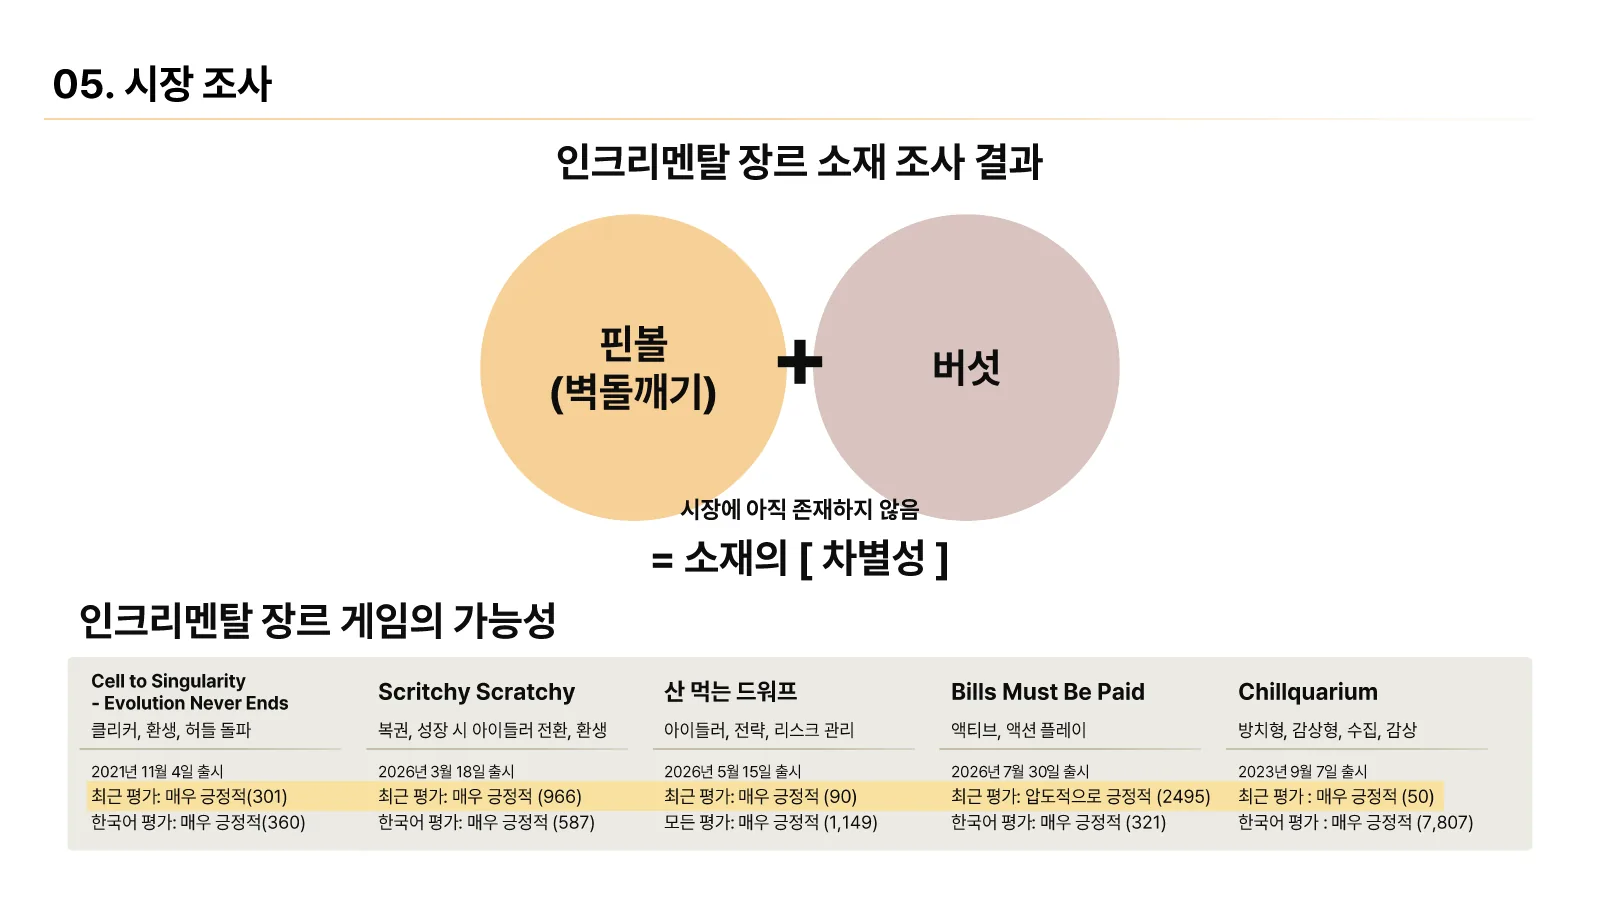 05. 시장 조사
인크리멘탈 장르 소재 조사 결과
핀볼
(벽돌깨기)
+
버섯
시장에 아직 존재하지 않음
= 소재의 [ 차별성 ]
인크리멘탈 장르 게임의 가능성
Cell to Singularity
- Evolution Never Ends
클리커, 환생, 허들 돌파
2021년 11월 4일 출시
최근 평가: 매우 긍정적(301)
한국어 평가: 매우 긍정적(360)
Scritchy Scratchy
복권, 성장 시 아이들러 전환, 환생
2026년 3월 18일 출시
최근 평가: 매우 긍정적 (966)
한국어 평가: 매우 긍정적 (587)
산 먹는 드워프
아이들러, 전략, 리스크 관리
2026년 5월 15일 출시
최근 평가: 매우 긍정적 (90)
모든 평가: 매우 긍정적 (1,149)
Bills Must Be Paid
액티브, 액션 플레이
2026년 7월 30일 출시
최근 평가: 압도적으로 긍정적 (2495)
한국어 평가: 매우 긍정적 (321)
Chillquarium
방치형, 감상형, 수집, 감상
2023년 9월 7일 출시
최근 평가 : 매우 긍정적 (50)
한국어 평가 : 매우 긍정적 (7,807)